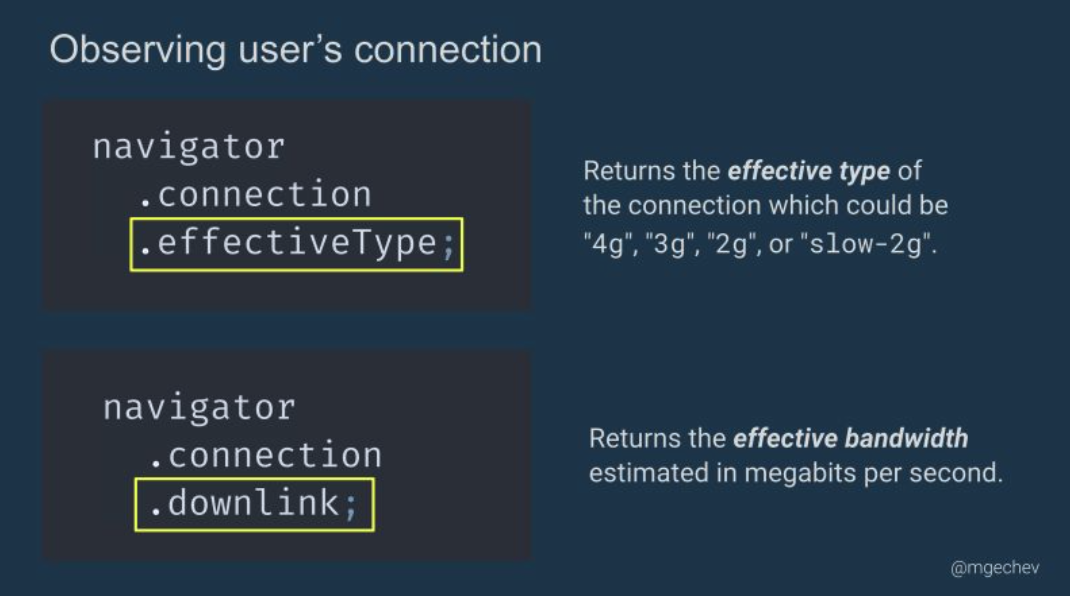 Observing user’s connection
navigator
.connection
.effectiveType;
Returns the effective type of
the connection which could be
"4g", "3g", "2g", or "slow-2g".
navigator
.connection
.downlink;
Returns the effective bandwidth
estimated in megabits per second.
@mgechev